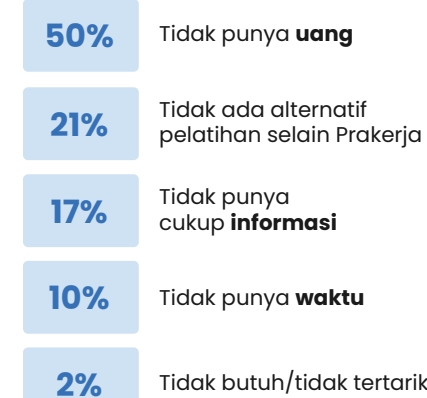 50%
Tidak punya uang
21%
Tidak ada alternatif
pelatihan selain Prakerja
17%
Tidak punya
cukup informasi
10%
Tidak punya waktu
2%
Tidak butuh/tidak tertarik